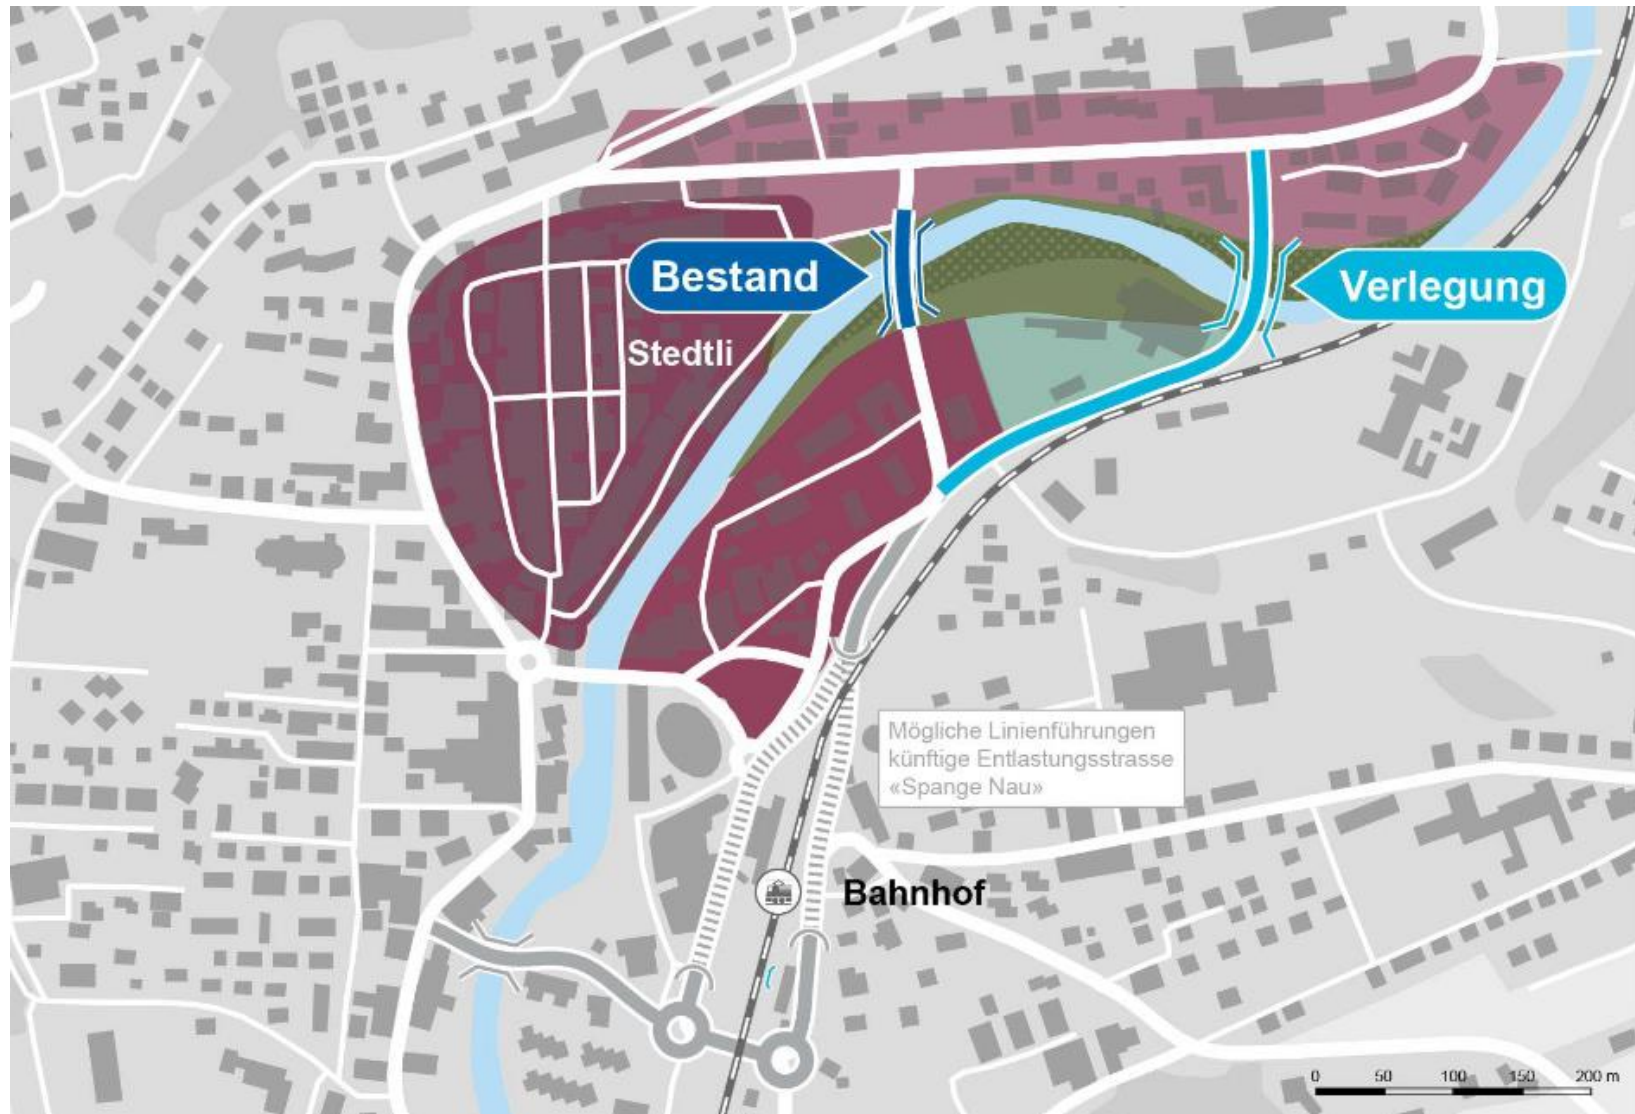 Bestand
Verlegung
Stedtli
Mögliche Linienführungen
künftige Entlastungsstrasse
«Spange Nau»
Bahnhof
0 50 100 150 200 m